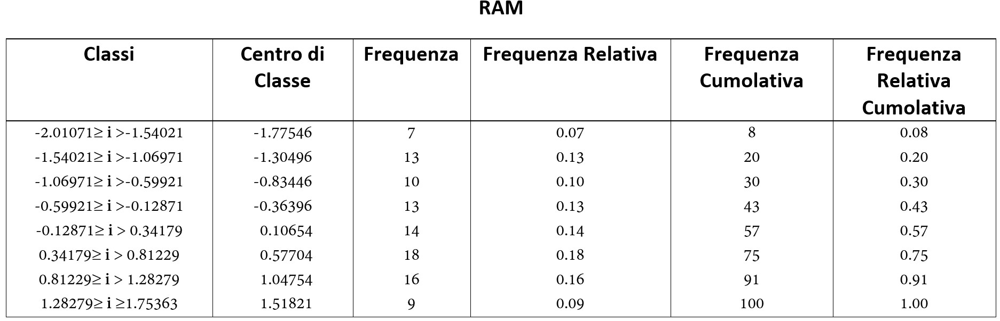 RAM
Classi Centro di Classe Frequenza Frequenza Relativa Frequenza Cumolativa Frequenza Relativa Cumolativa
-2.01071≥ i >-1.54021 -1.77546 7 0.07 8 0.08
-1.54021≥ i >-1.06971 -1.30496 13 0.13 20 0.20
-1.06971≥ i >-0.59921 -0.83446 10 0.10 30 0.30
-0.59921≥ i >-0.12871 -0.36396 13 0.13 43 0.43
-0.12871≥ i > 0.34179 0.10654 14 0.14 57 0.57
0.34179≥ i > 0.81229 0.57704 18 0.18 75 0.75
0.81229≥ i > 1.28279 1.04754 16 0.16 91 0.91
1.28279≥ i ≥1.75363 1.51821 9 0.09 100 1.00